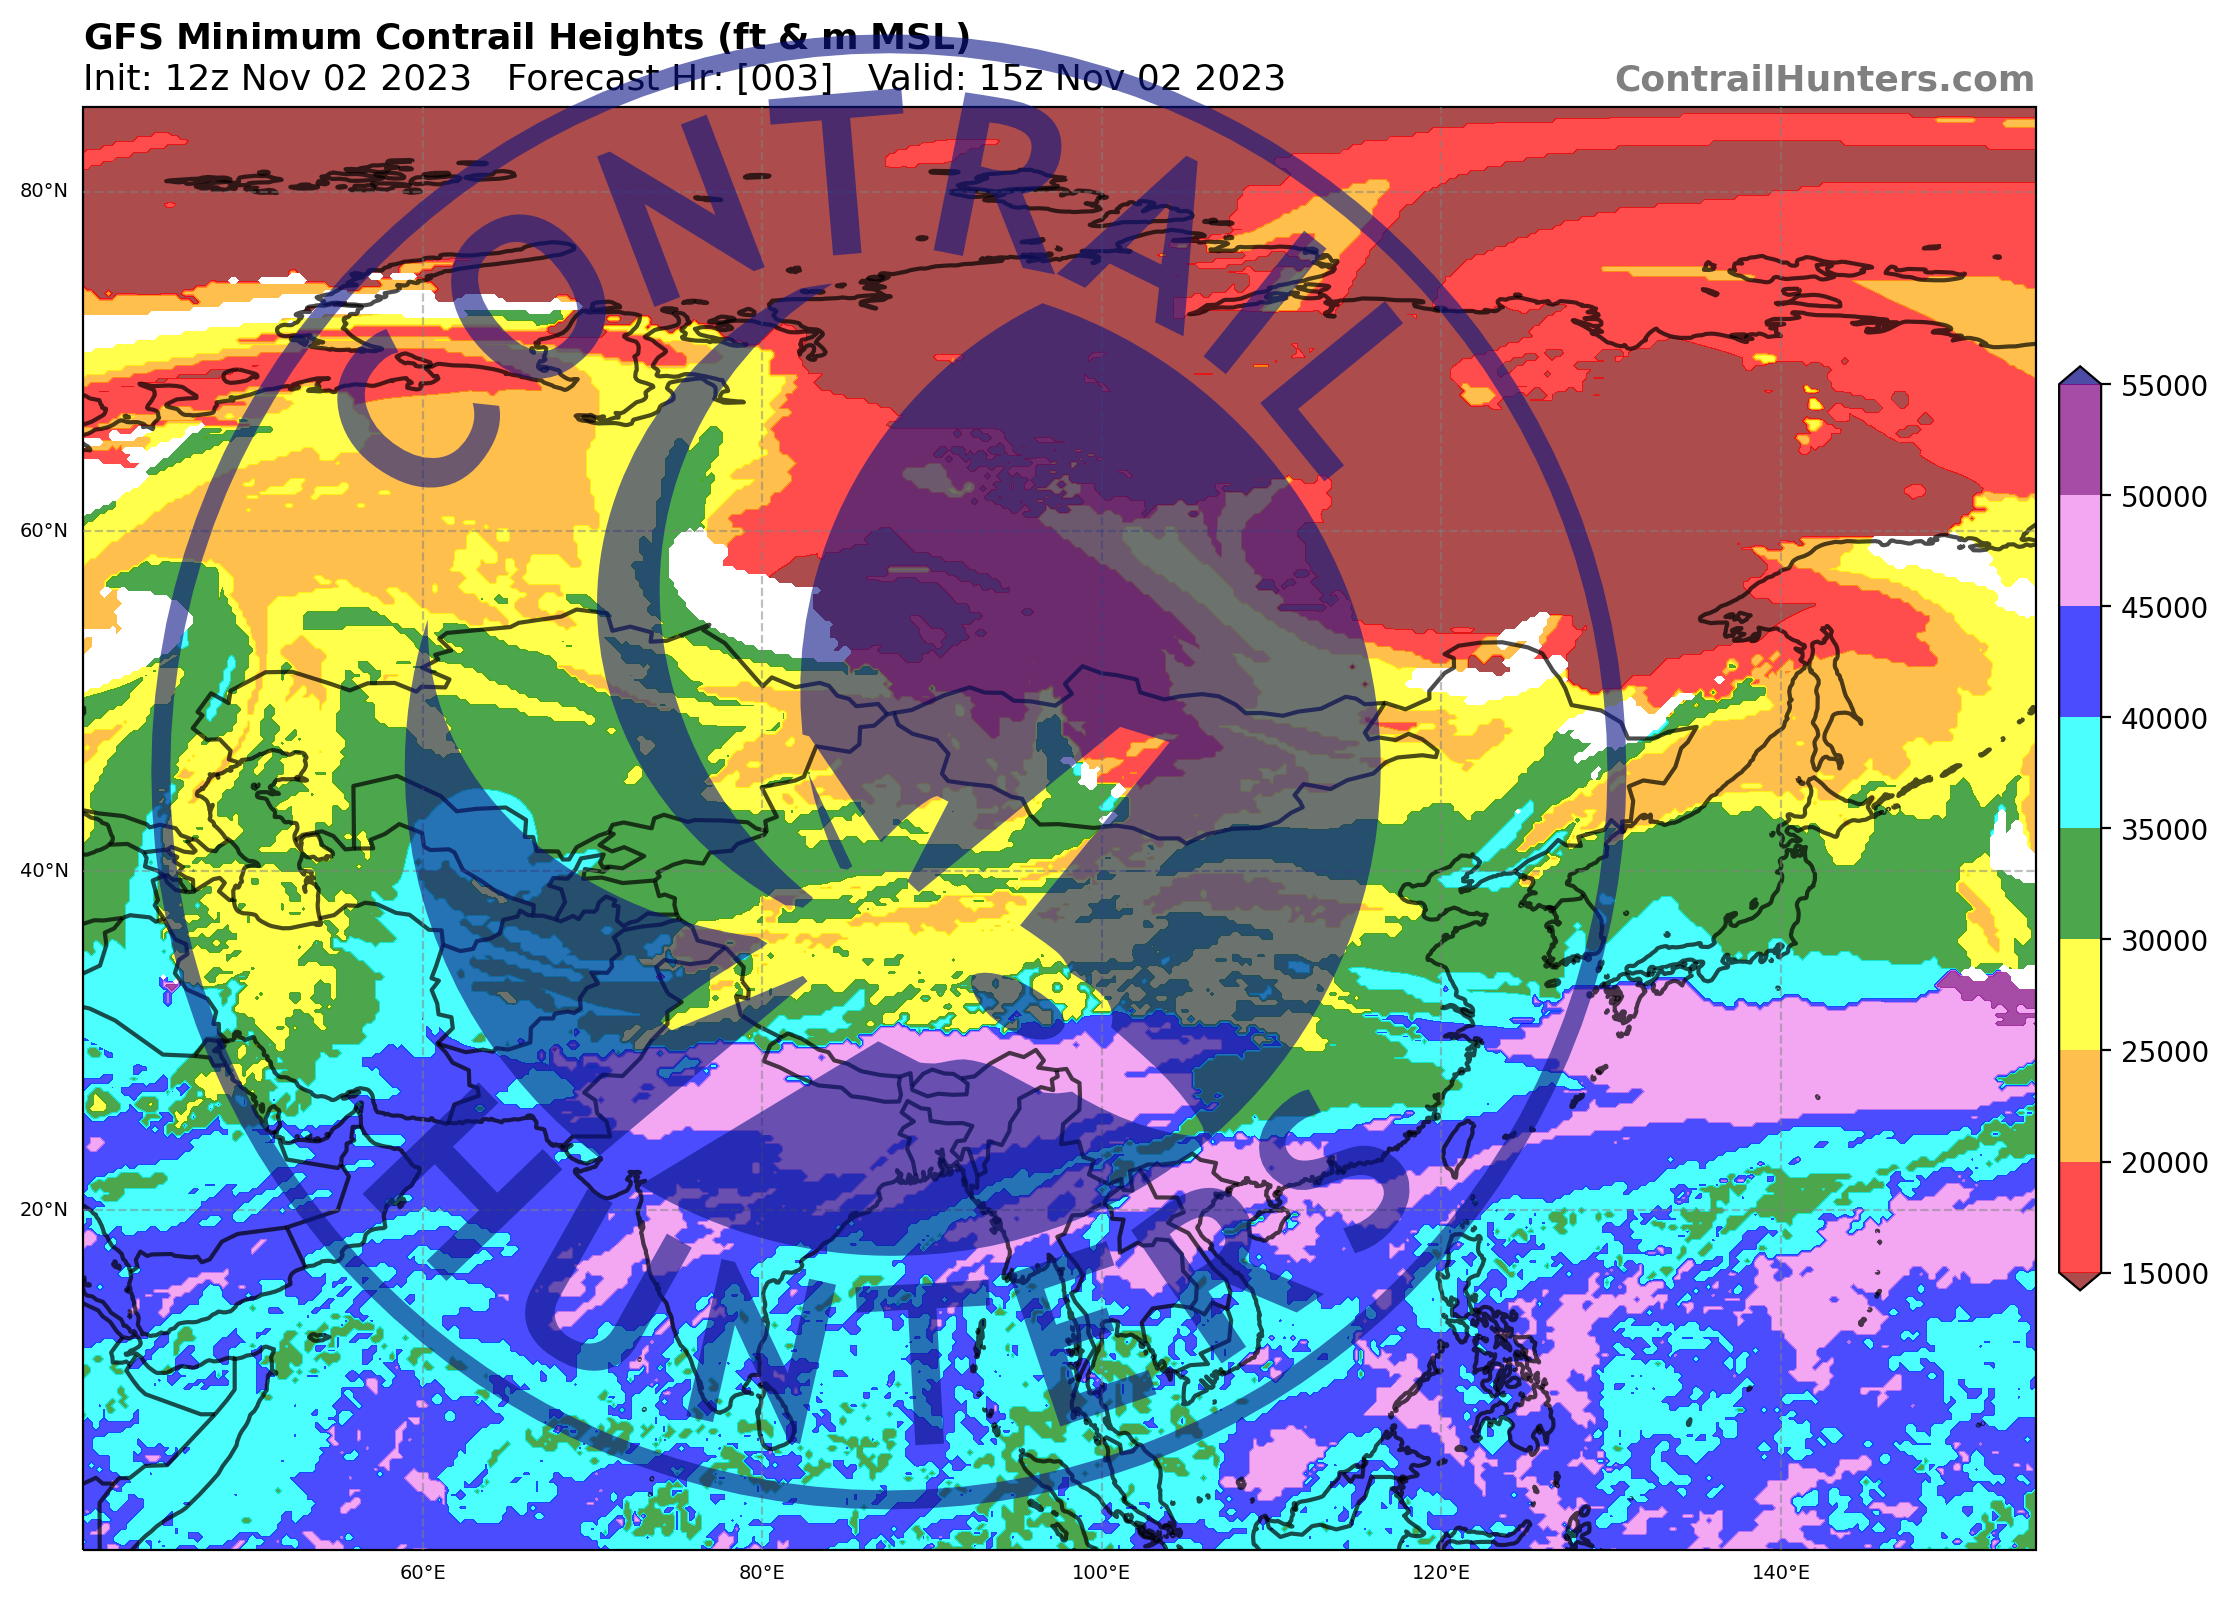 GFS Minimum Contrail Heights (ft & m MSL)
Init: 12z Nov 02 2023 Forecast Hr: [003] Valid: 15z Nov 02 2023
ContrailHunters.com
CONTRAIL
HUNTERS
80°N
60°N
40°N
20°N
60°E
80°E
100°E
120°E
140°E
55000
50000
45000
40000
35000
30000
25000
20000
15000